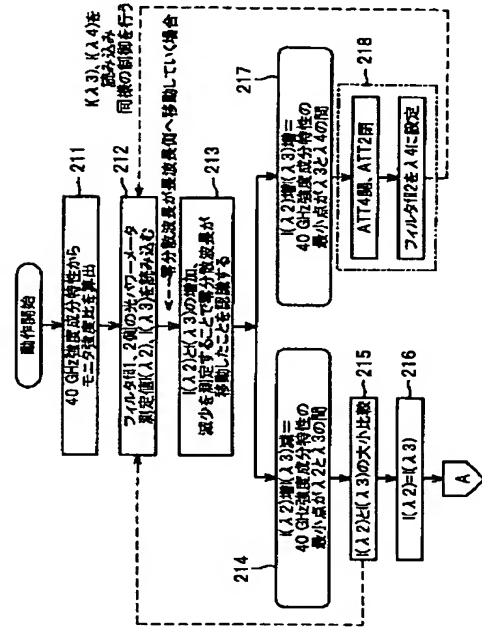 動作開始
211
40 GHz強度成分特性から
モニタ強度比を算出
212
フィルタf1、2側の光パワーメータ
測定値I(λ2)、I(λ3)を読み込む
I(λ3)、I(λ4)を
読み込み
同様の制御を行う
←零分散波長が長波長側へ移動していく場合
213
I(λ2)とI(λ3)の増加、
減少を測定することで零分散波長が
移動したことを認識する
214
I(λ2)増I(λ3)減=
40 GHz強度成分特性の
最小点がλ2とλ3の間
215
I(λ2)とI(λ3)の大小比較
216
I(λ2)=I(λ3)
A
217
I(λ2)増I(λ3)増=
40 GHz強度成分特性の
最小点がλ3とλ4の間
218
ATT4開、ATT2閉
フィルタf2をλ4に設定